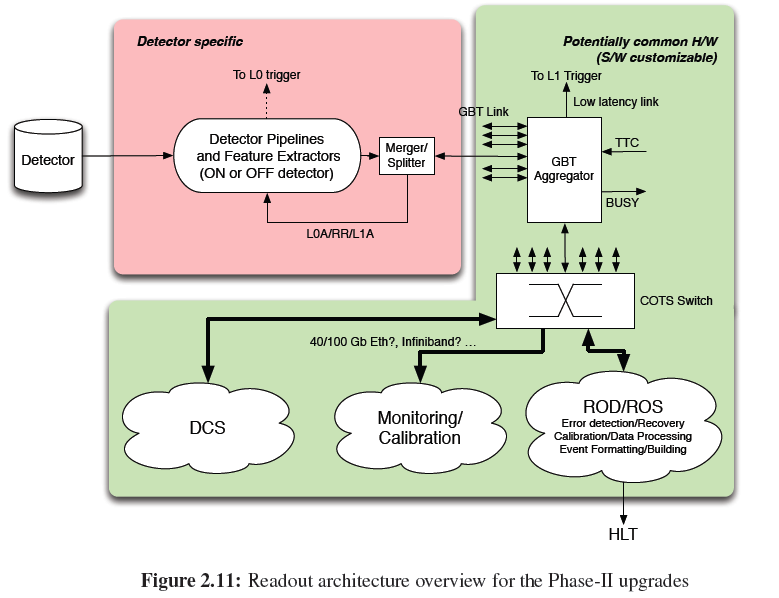 Detector specific
Potentially common H/W
(S/W customizable)
To L0 trigger
To L1 Trigger
Low latency link
GBT Link
Detector
Detector Pipelines
and Feature Extractors
(ON or OFF detector)
Merger/
Splitter
GBT
Aggregator
TTC
BUSY
L0A/RR/L1A
COTS Switch
40/100 Gb Eth?, Infiniband? ...
DCS
Monitoring/
Calibration
ROD/ROS
Error detection/Recovery
Calibration/Data Processing
Event Formatting/Building
HLT
Figure 2.11: Readout architecture overview for the Phase-II upgrades